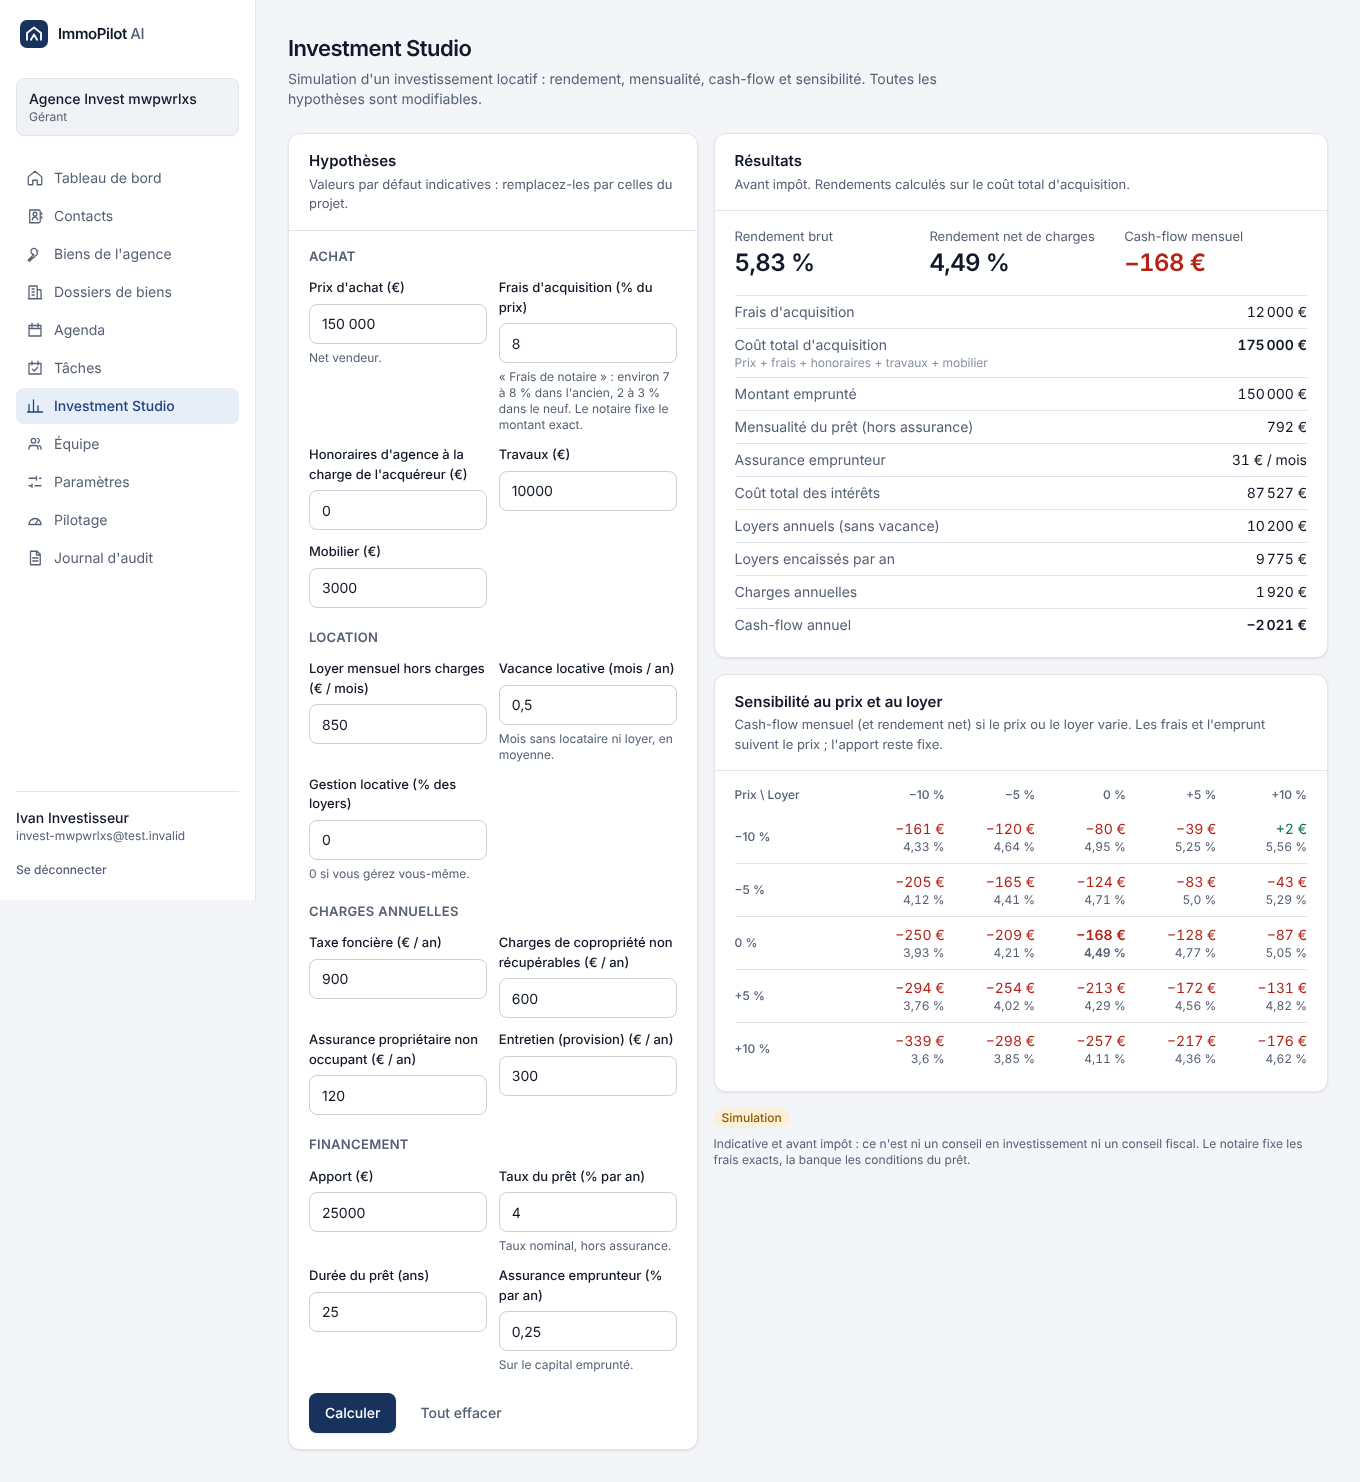 ImmoPilot AI
Agence Invest mwpwrlxs
Gérant
Tableau de bord
Contacts
Biens de l'agence
Dossiers de biens
Agenda
Tâches
Investment Studio
Équipe
Paramètres
Pilotage
Journal d'audit
Ivan Investisseur
invest-mwpwrlxs@test.invalid
Se déconnecter
Investment Studio
Simulation d'un investissement locatif : rendement, mensualité, cash-flow et sensibilité. Toutes les
hypothèses sont modifiables.
Hypothèses
Valeurs par défaut indicatives : remplacez-les par celles du
projet.
ACHAT
Prix d'achat (€)
150 000
Net vendeur.
Frais d'acquisition (% du
prix)
8
« Frais de notaire » : environ 7
à 8 % dans l'ancien, 2 à 3 %
dans le neuf. Le notaire fixe le
montant exact.
Honoraires d'agence à la
charge de l'acquéreur (€)
0
Travaux (€)
10000
Mobilier (€)
3000
LOCATION
Loyer mensuel hors charges
(€ / mois)
850
Vacance locative (mois / an)
0,5
Mois sans locataire ni loyer, en
moyenne.
Gestion locative (% des
loyers)
0
0 si vous gérez vous-même.
CHARGES ANNUELLES
Taxe foncière (€ / an)
900
Charges de copropriété non
récupérables (€ / an)
600
Assurance propriétaire non
occupant (€ / an)
120
Entretien (provision) (€ / an)
300
FINANCEMENT
Apport (€)
25000
Taux du prêt (% par an)
4
Taux nominal, hors assurance.
Durée du prêt (ans)
25
Assurance emprunteur (%
par an)
0,25
Sur le capital emprunté.
Calculer
Tout effacer
Résultats
Avant impôt. Rendements calculés sur le coût total d'acquisition.
Rendement brut
5,83 %
Rendement net de charges
4,49 %
Cash-flow mensuel
−168 €
Frais d'acquisition 12 000 €
Coût total d'acquisition 175 000 €
Prix + frais + honoraires + travaux + mobilier
Montant emprunté 150 000 €
Mensualité du prêt (hors assurance) 792 €
Assurance emprunteur 31 € / mois
Coût total des intérêts 87 527 €
Loyers annuels (sans vacance) 10 200 €
Loyers encaissés par an 9 775 €
Charges annuelles 1 920 €
Cash-flow annuel −2 021 €
Sensibilité au prix et au loyer
Cash-flow mensuel (et rendement net) si le prix ou le loyer varie. Les frais et l'emprunt
suivent le prix ; l'apport reste fixe.
Prix \ Loyer −10 % −5 % 0 % +5 % +10 %
−10 % −161 € −120 € −80 € −39 € +2 €
4,33 % 4,64 % 4,95 % 5,25 % 5,56 %
−5 % −205 € −165 € −124 € −83 € −43 €
4,12 % 4,41 % 4,71 % 5,0 % 5,29 %
0 % −250 € −209 € −168 € −128 € −87 €
3,93 % 4,21 % 4,49 % 4,77 % 5,05 %
+5 % −294 € −254 € −213 € −172 € −131 €
3,76 % 4,02 % 4,29 % 4,56 % 4,82 %
+10 % −339 € −298 € −257 € −217 € −176 €
3,6 % 3,85 % 4,11 % 4,36 % 4,62 %
Simulation
Indicative et avant impôt : ce n'est ni un conseil en investissement ni un conseil fiscal. Le notaire fixe les
frais exacts, la banque les conditions du prêt.